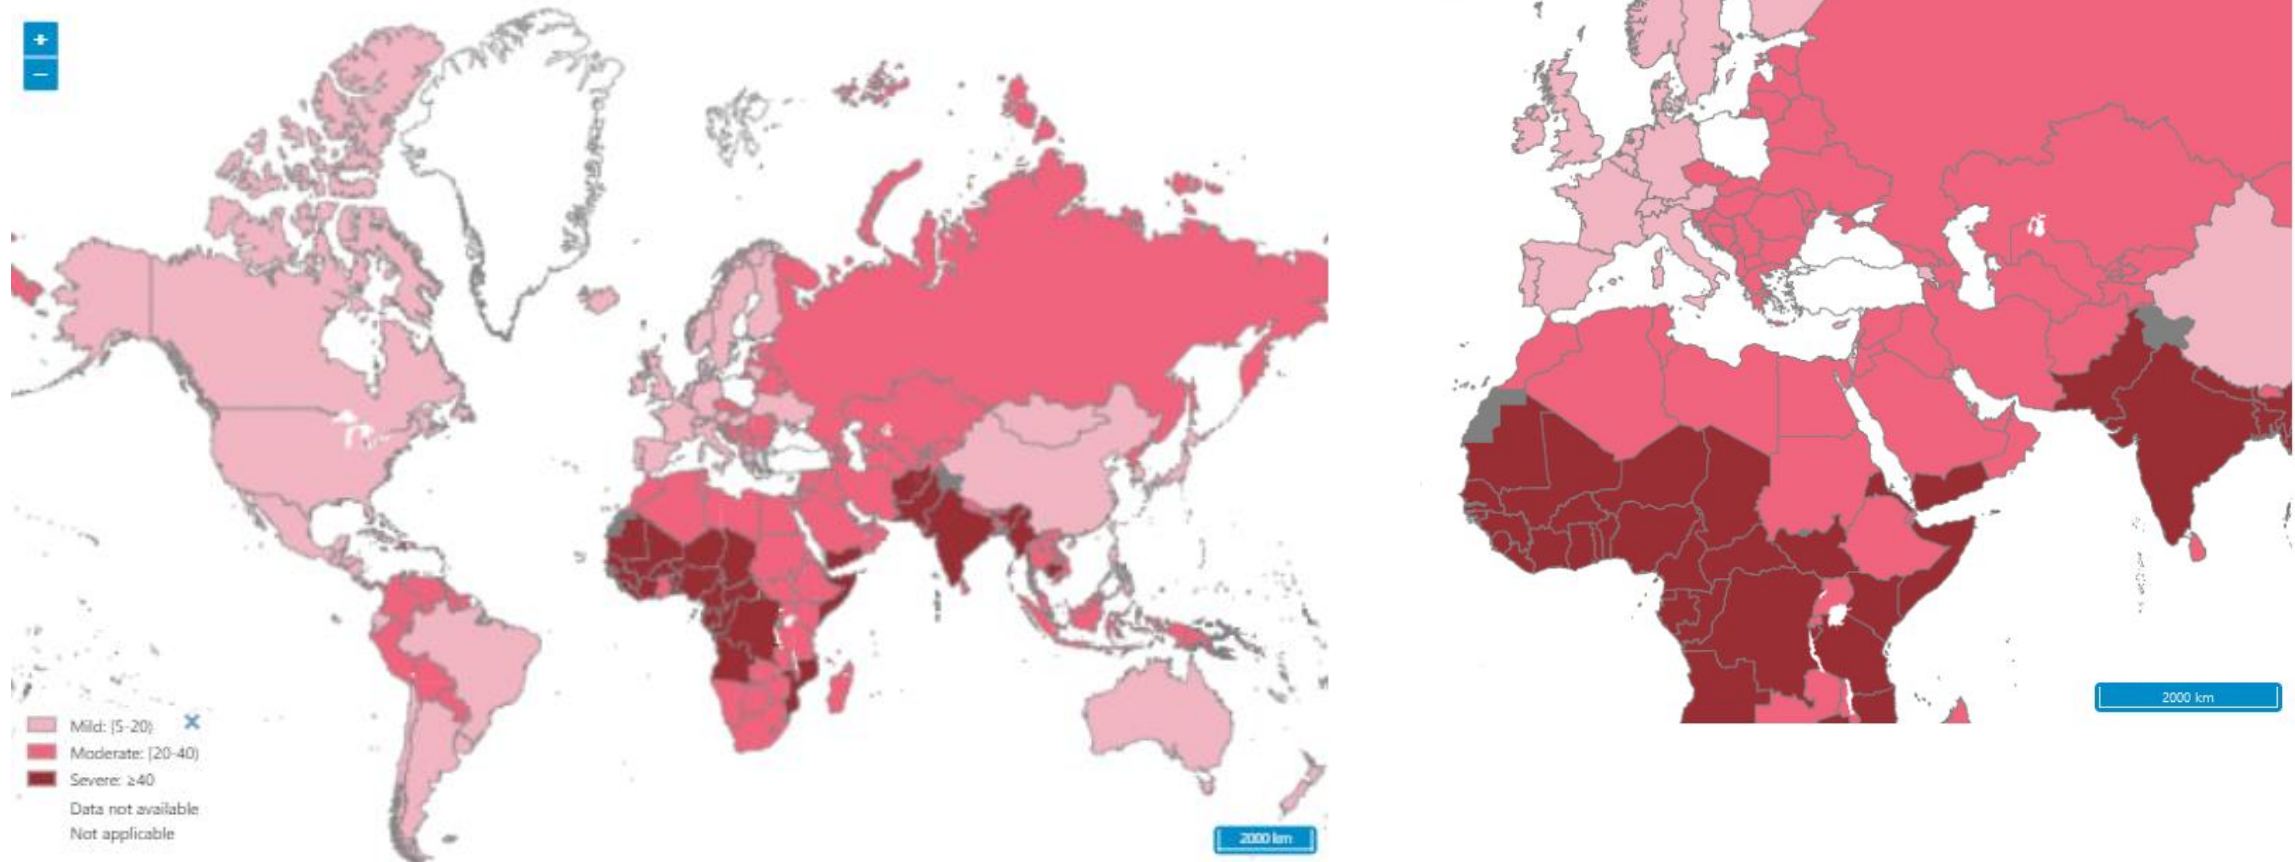 +
−
Mild: [5-20)
Moderate: [20-40)
Severe: ≥40
Data not available
Not applicable
2000 km
2000 km